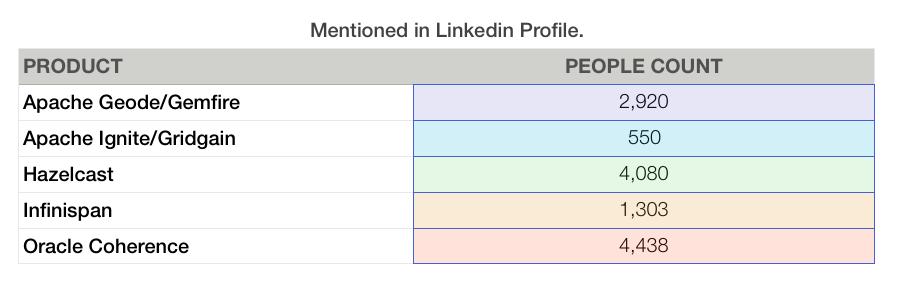 Mentioned in Linkedin Profile.
PRODUCT PEOPLE COUNT
Apache Geode/Gemfire 2,920
Apache Ignite/Gridgain 550
Hazelcast 4,080
Infinispan 1,303
Oracle Coherence 4,438